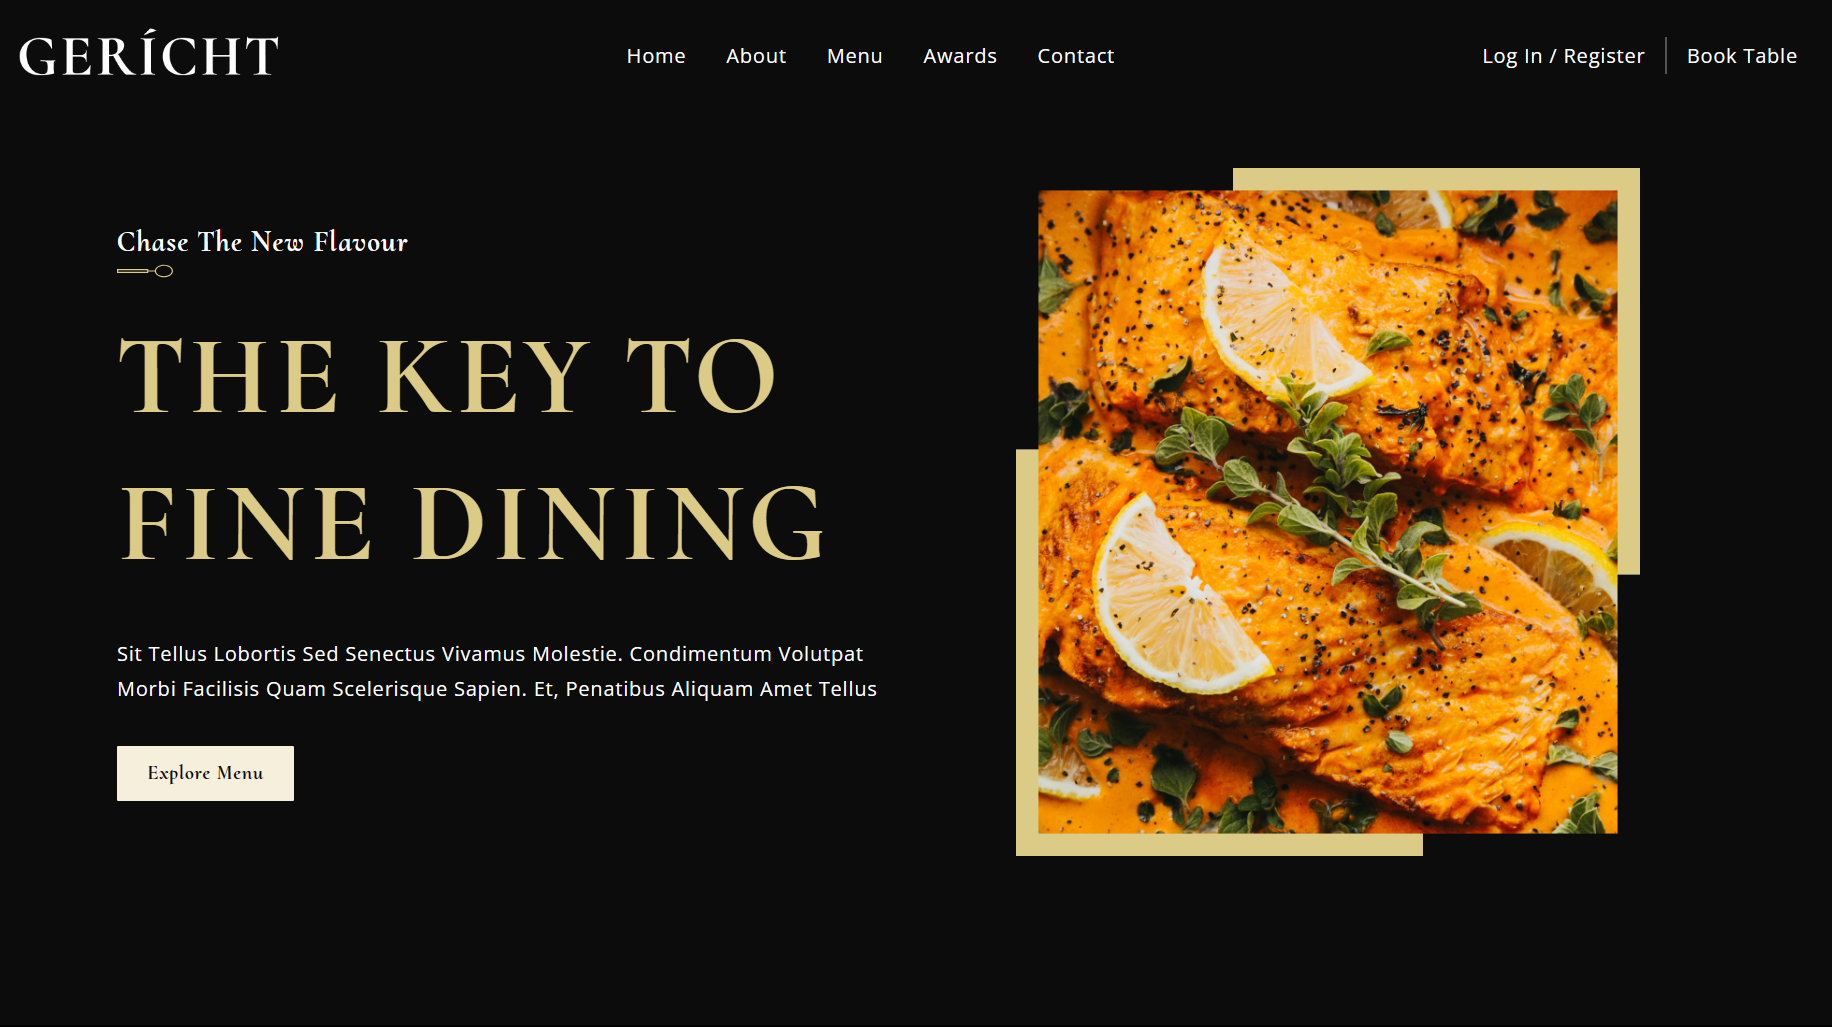 GERÍCHT
Home About Menu Awards Contact
Log In / Register Book Table
Chase The New Flavour
THE KEY TO
FINE DINING
Sit Tellus Lobortis Sed Senectus Vivamus Molestie. Condimentum Volutpat
Morbi Facilisis Quam Scelerisque Sapien. Et, Penatibus Aliquam Amet Tellus
Explore Menu